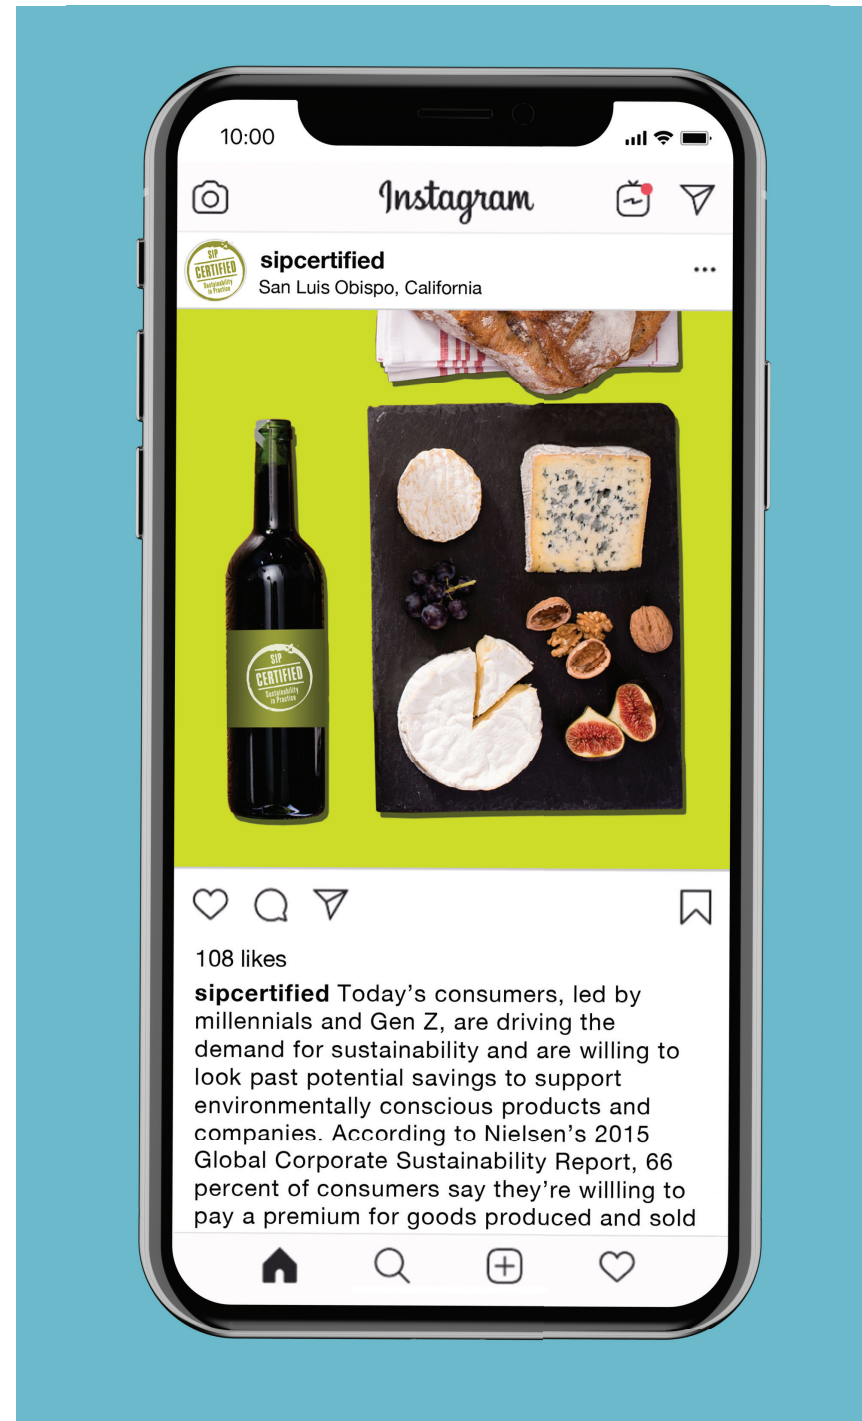 10:00
Instagram
SIP
CERTIFIED
Sustainability
in Practice
sipcertified
San Luis Obispo, California
SIP
CERTIFIED
Sustainability
in Practice
108 likes
sipcertified Today’s consumers, led by
millennials and Gen Z, are driving the
demand for sustainability and are willing to
look past potential savings to support
environmentally conscious products and
companies. According to Nielsen’s 2015
Global Corporate Sustainability Report, 66
percent of consumers say they’re willling to
pay a premium for goods produced and sold